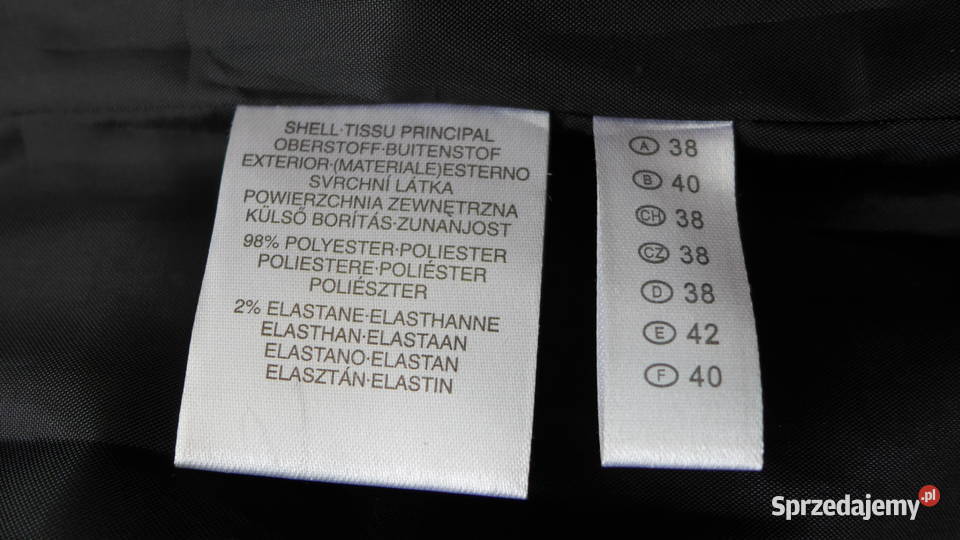 SHELL·TISSU PRINCIPAL
OBERSTOFF·BUITENSTOF
EXTERIOR·(MATERIALE)ESTERNO
SVRCHNÍ LÁTKA
POWIERZCHNIA ZEWNĘTRZNA
KÜLSŐ BORÍTÁS·ZUNANJOST
98% POLYESTER·POLIESTER
POLIESTERE·POLIÉSTER
POLIÉSZTER
2% ELASTANE·ELASTHANNE
ELASTHAN·ELASTAAN
ELASTANO·ELASTAN
ELASZTÁN·ELASTIN
A 38
B 40
CH 38
CZ 38
D 38
E 42
F 40
Sprzedajemy.pl